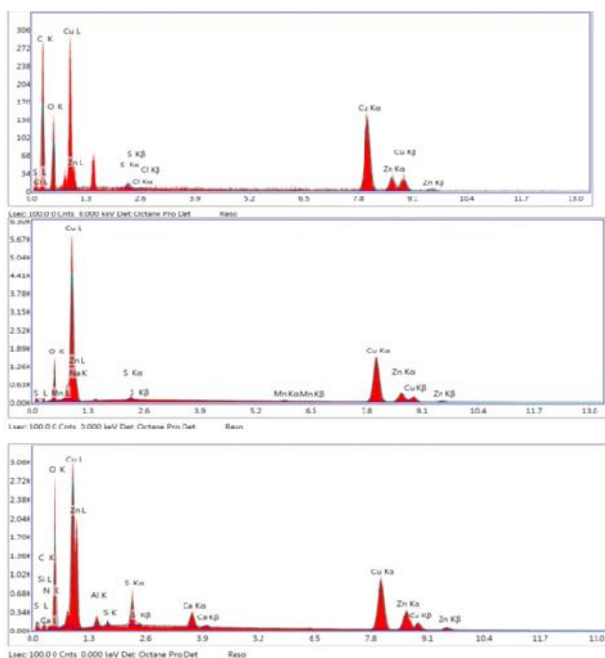 306
272
238
204
170
136
102
68
34
0
C K
Cu L
O K
S L
Cl L
Zn L
S Kβ
S Kα
Cl Kβ
Cl Kα
Cu Kα
Cu Kβ
Zn Kα
Zn Kβ
0.0 1.3 2.6 3.9 5.2 6.5 7.8 9.1 10.4 11.7 13.0
Lsec: 100.0 0 Cnts 0.000 keV Det: Octane Pro Det Reso
6.30K
5.67K
5.04K
4.41K
3.78K
3.15K
2.52K
1.89K
1.26K
0.63K
0.00K
Cu L
O K
Zn L
Na K
S L
Mn L
S Kα
S Kβ
Mn Kα Mn Kβ
Cu Kα
Zn Kα
Cu Kβ
Zn Kβ
0.0 1.3 2.6 3.9 5.2 6.5 7.8 9.1 10.4 11.7 13.0
Lsec: 100.0 0 Cnts 0.000 keV Det: Octane Pro Det Reso
3.06K
2.72K
2.38K
2.04K
1.70K
1.36K
1.02K
0.68K
0.34K
0.00K
Cu L
O K
Zn L
C K
Si L
N K
S L
Ca L
Al K
Si K
S Kα
S Kβ
Ca Kα
Ca Kβ
Cu Kα
Zn Kα
Cu Kβ
Zn Kβ
0.0 1.3 2.6 3.9 5.2 6.5 7.8 9.1 10.4 11.7 13.0
Lsec: 100.0 0 Cnts 0.000 keV Det: Octane Pro Det Reso